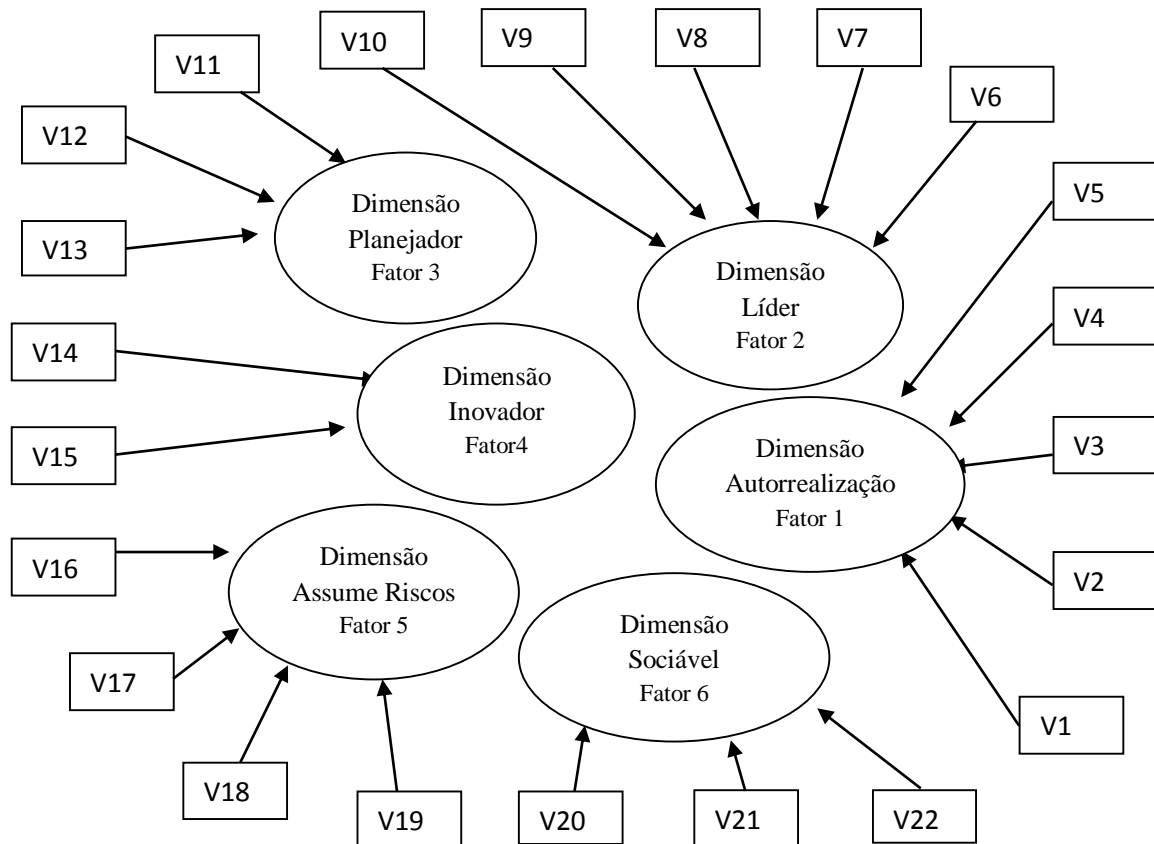 V10
V9
V8
V7
V11
V6
V12
V5
Dimensão
Planejador
Fator 3
V13
Dimensão
Líder
Fator 2
V4
V14
Dimensão
Inovador
Fator4
V15
V3
Dimensão
Autorrealização
Fator 1
V16
Dimensão
Assume Riscos
Fator 5
V2
Dimensão
Sociável
Fator 6
V17
V1
V18
V19
V20
V21
V22